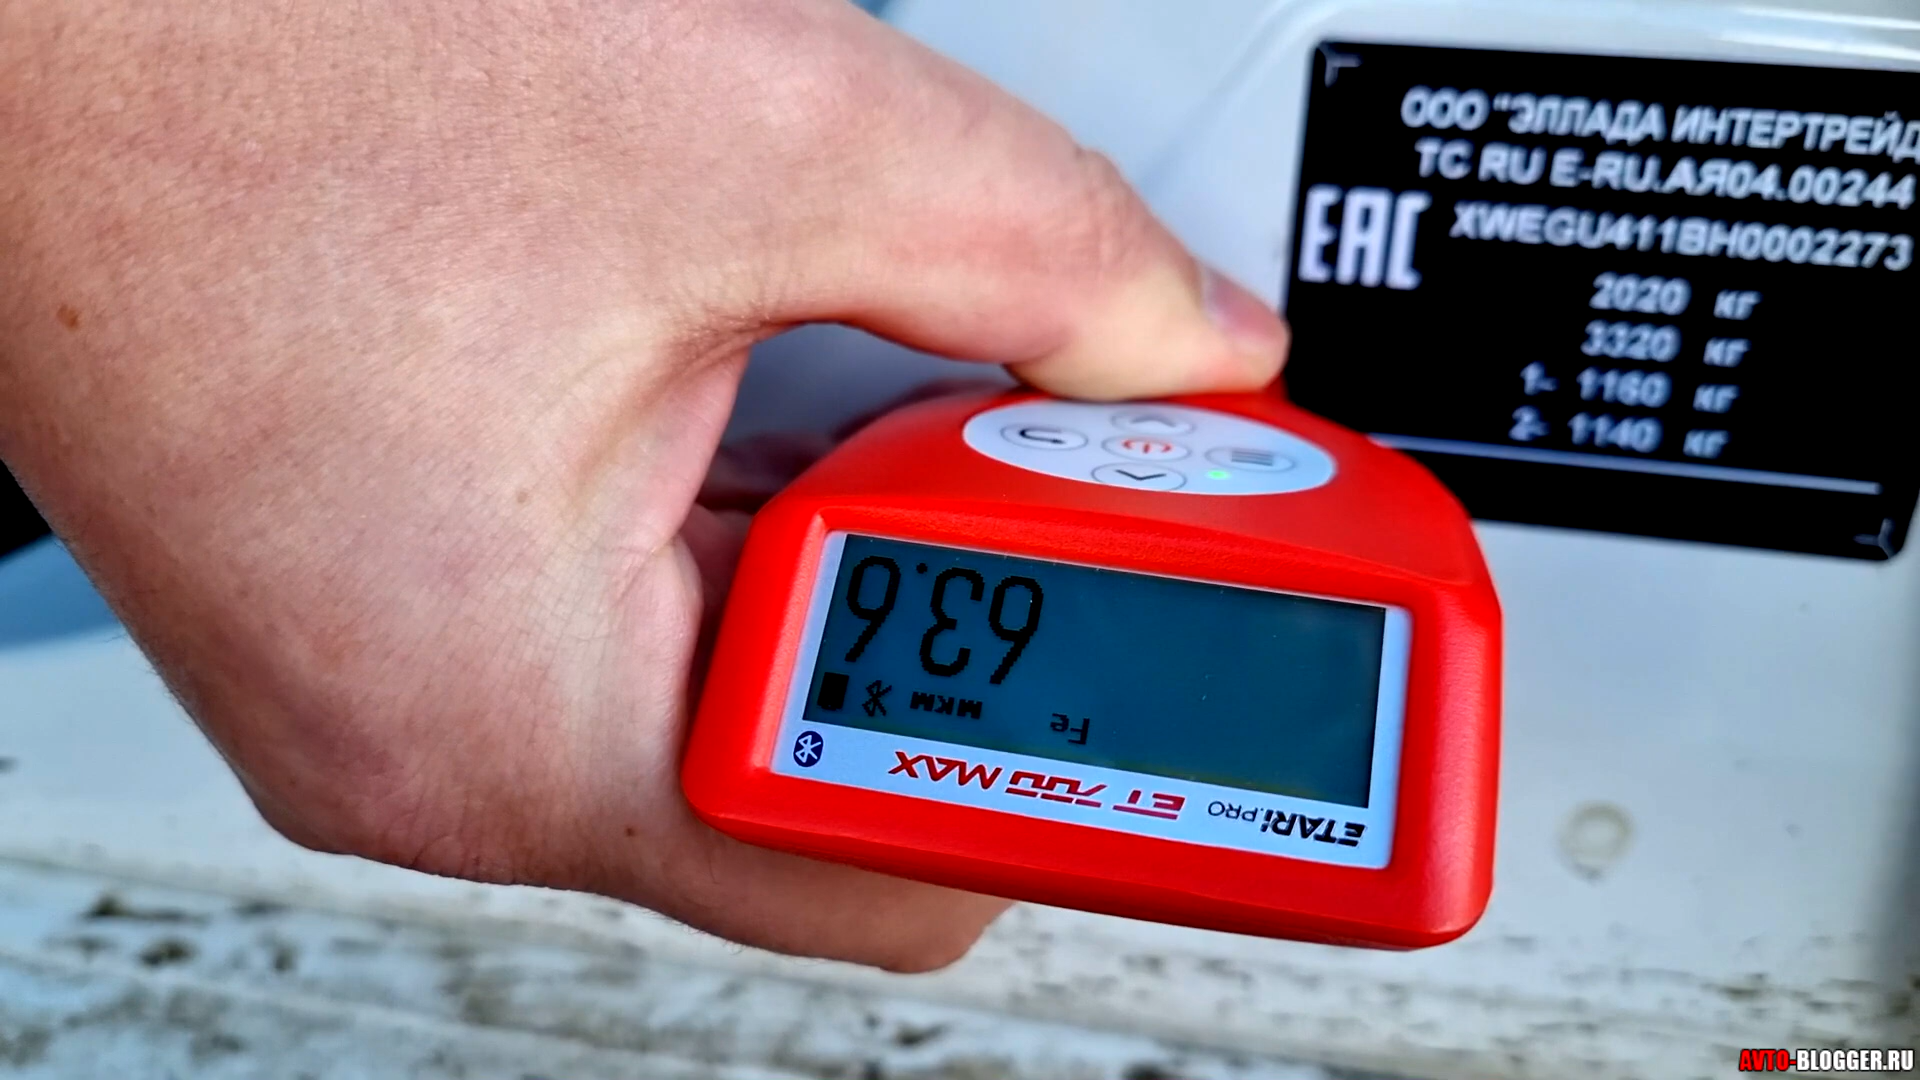 ООО "ЭЛЛАДА ИНТЕРТРЕЙД
ТС RU E-RU.АЯ04.00244
EAC
XWEGU411BH0002273
2020 кг
3320 кг
1- 1160 кг
2- 1140 кг
ETARI.PRO ET 700 MAX
Fe мкм
63.6
AVTO-BLOGGER.RU